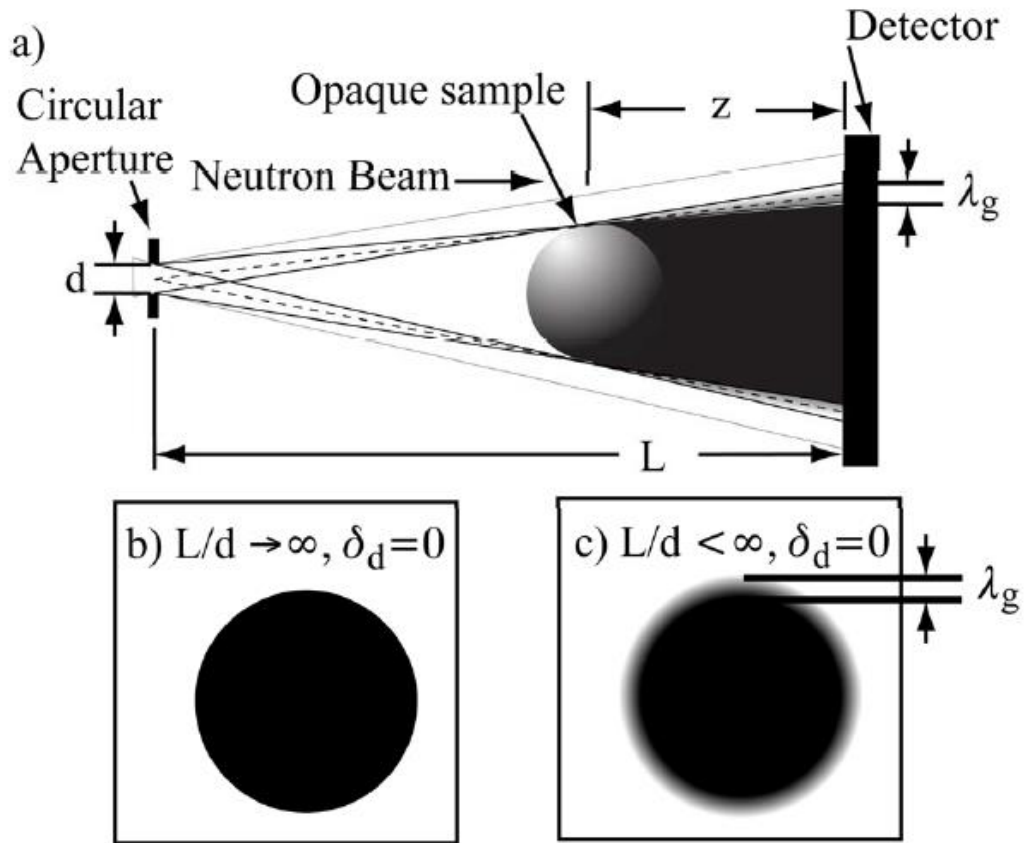 a)
Detector
Circular
Aperture
Opaque sample
z
Neutron Beam
λg
d
L
b) L/d →∞, δd=0
c) L/d <∞, δd=0
λg